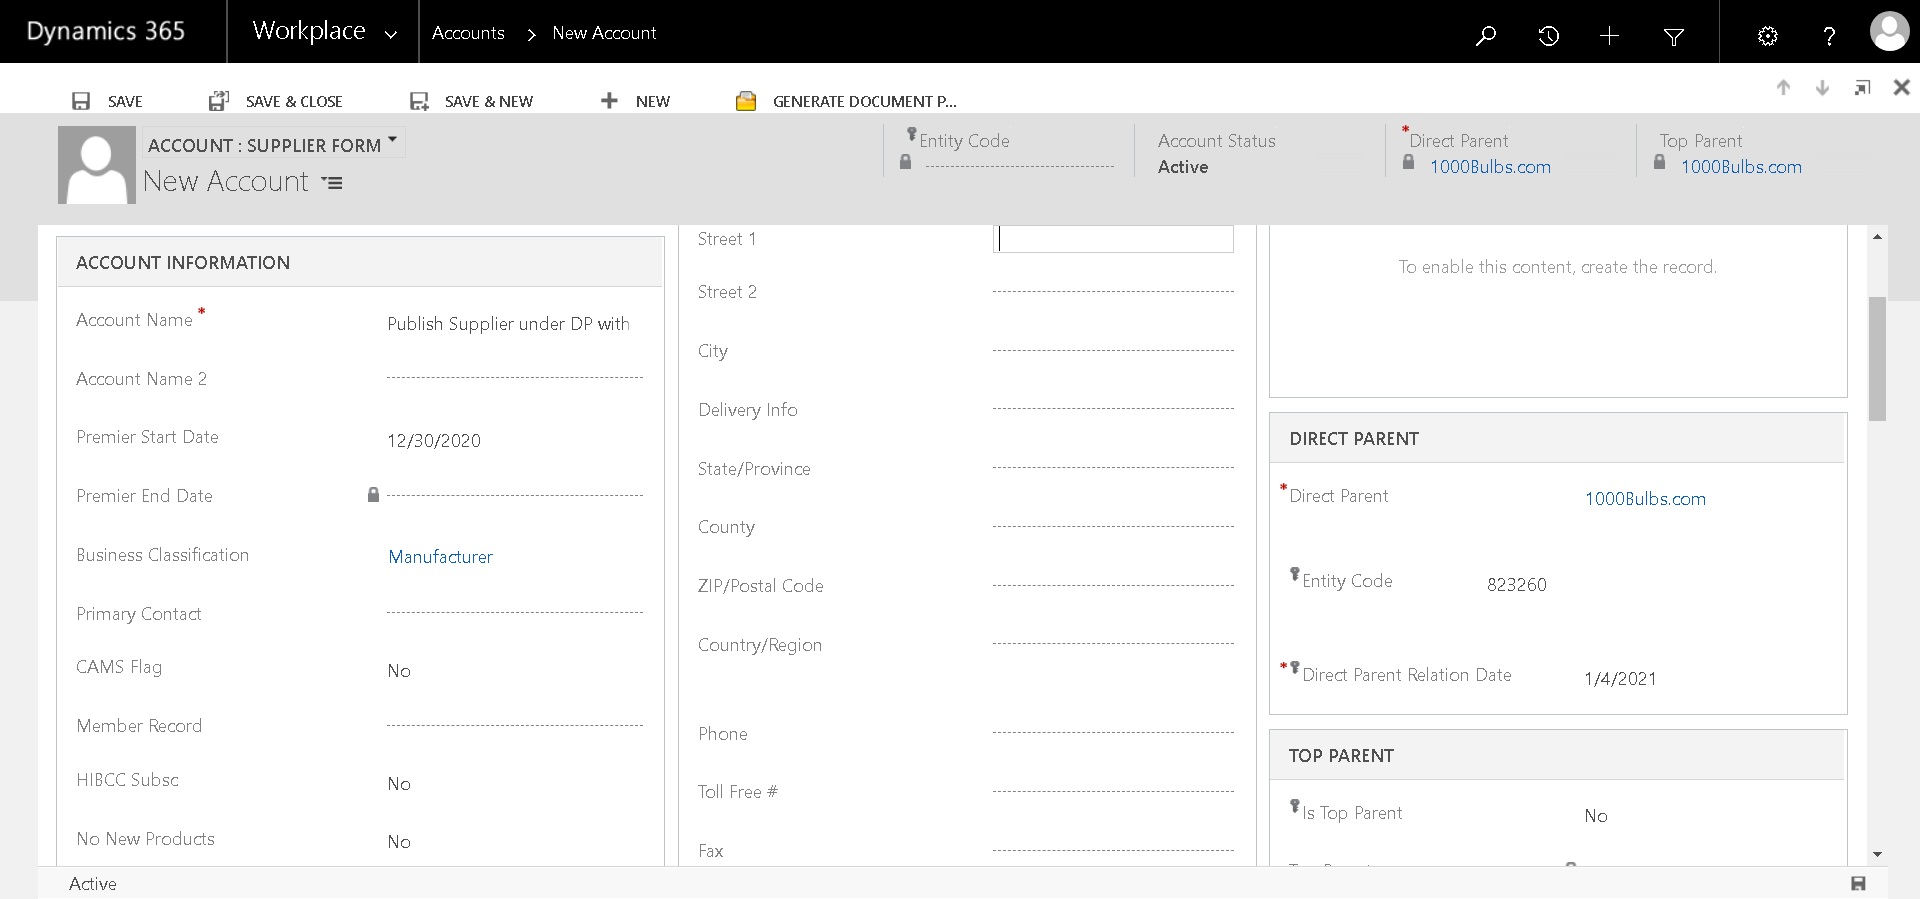 Dynamics 365
Workplace
Accounts
New Account
SAVE
SAVE & CLOSE
SAVE & NEW
NEW
GENERATE DOCUMENT P...
ACCOUNT : SUPPLIER FORM
New Account
Entity Code
Account Status
Active
*Direct Parent
1000Bulbs.com
Top Parent
1000Bulbs.com
ACCOUNT INFORMATION
Account Name *
Publish Supplier under DP with
Account Name 2
Premier Start Date
12/30/2020
Premier End Date
Business Classification
Manufacturer
Primary Contact
CAMS Flag
No
Member Record
HIBCC Subsc
No
No New Products
No
Street 1
Street 2
City
Delivery Info
State/Province
County
ZIP/Postal Code
Country/Region
Phone
Toll Free #
Fax
To enable this content, create the record.
DIRECT PARENT
*Direct Parent
1000Bulbs.com
Entity Code
823260
*Direct Parent Relation Date
1/4/2021
TOP PARENT
Is Top Parent
No
Active